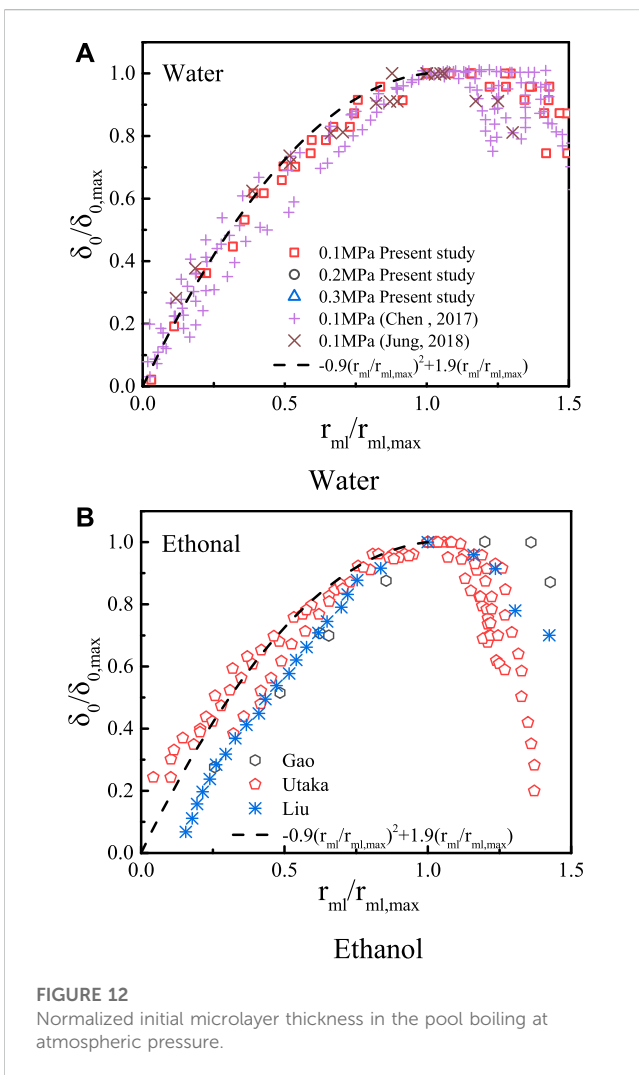 A
Water
1.0
0.8
0.6
0.4
0.2
0.0
δ₀/δ₀,max
0.1MPa Present study
0.2MPa Present study
0.3MPa Present study
0.1MPa (Chen , 2017)
0.1MPa (Jung, 2018)
-0.9(rml/rml,max)²+1.9(rml/rml,max)
0.0 0.5 1.0 1.5
rml/rml,max
Water
B
Ethonal
1.0
0.8
0.6
0.4
0.2
0.0
δ₀/δ₀,max
Gao
Utaka
Liu
-0.9(rml/rml,max)²+1.9(rml/rml,max)
0.0 0.5 1.0 1.5
rml/rml,max
Ethanol
FIGURE 12
Normalized initial microlayer thickness in the pool boiling at
atmospheric pressure.